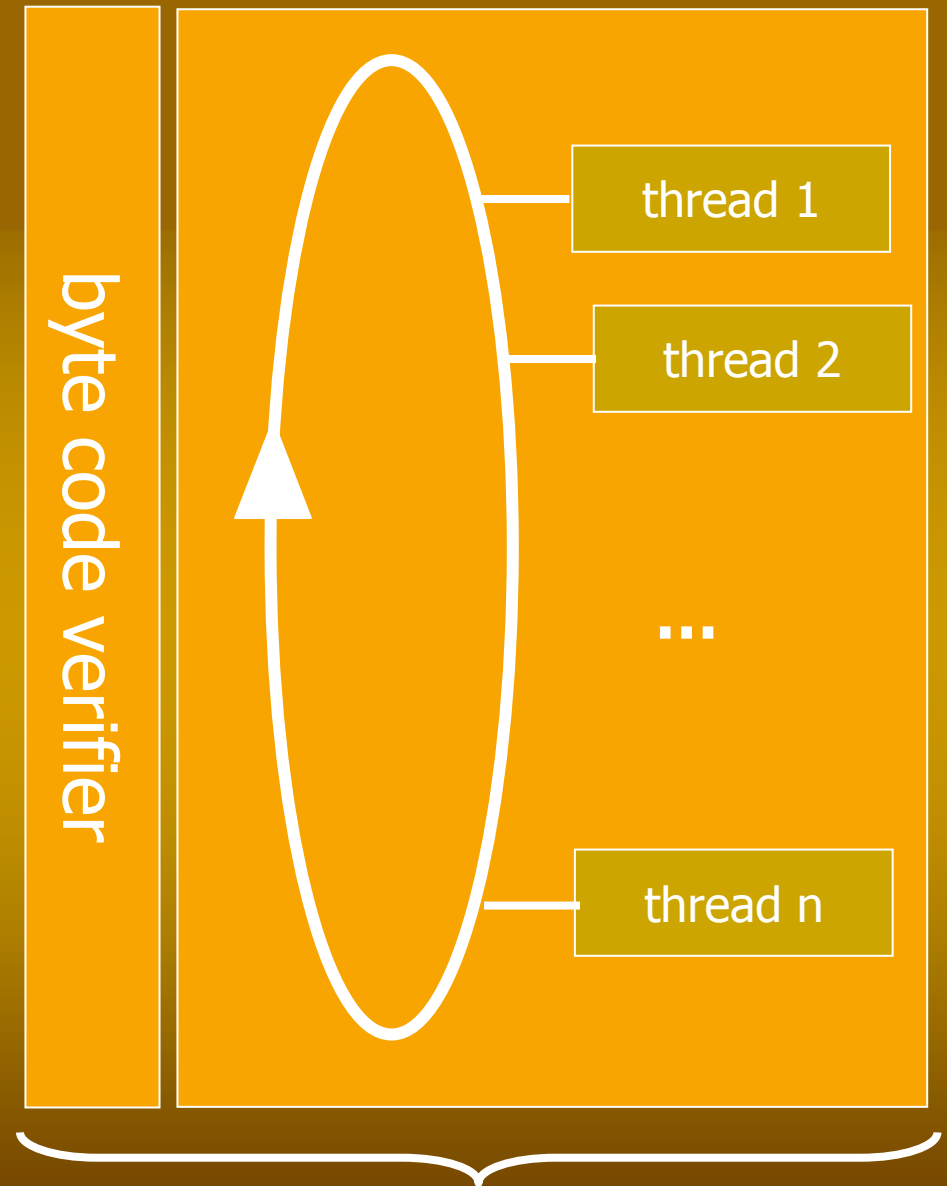 byte code verifier
thread 1
thread 2
...
thread n